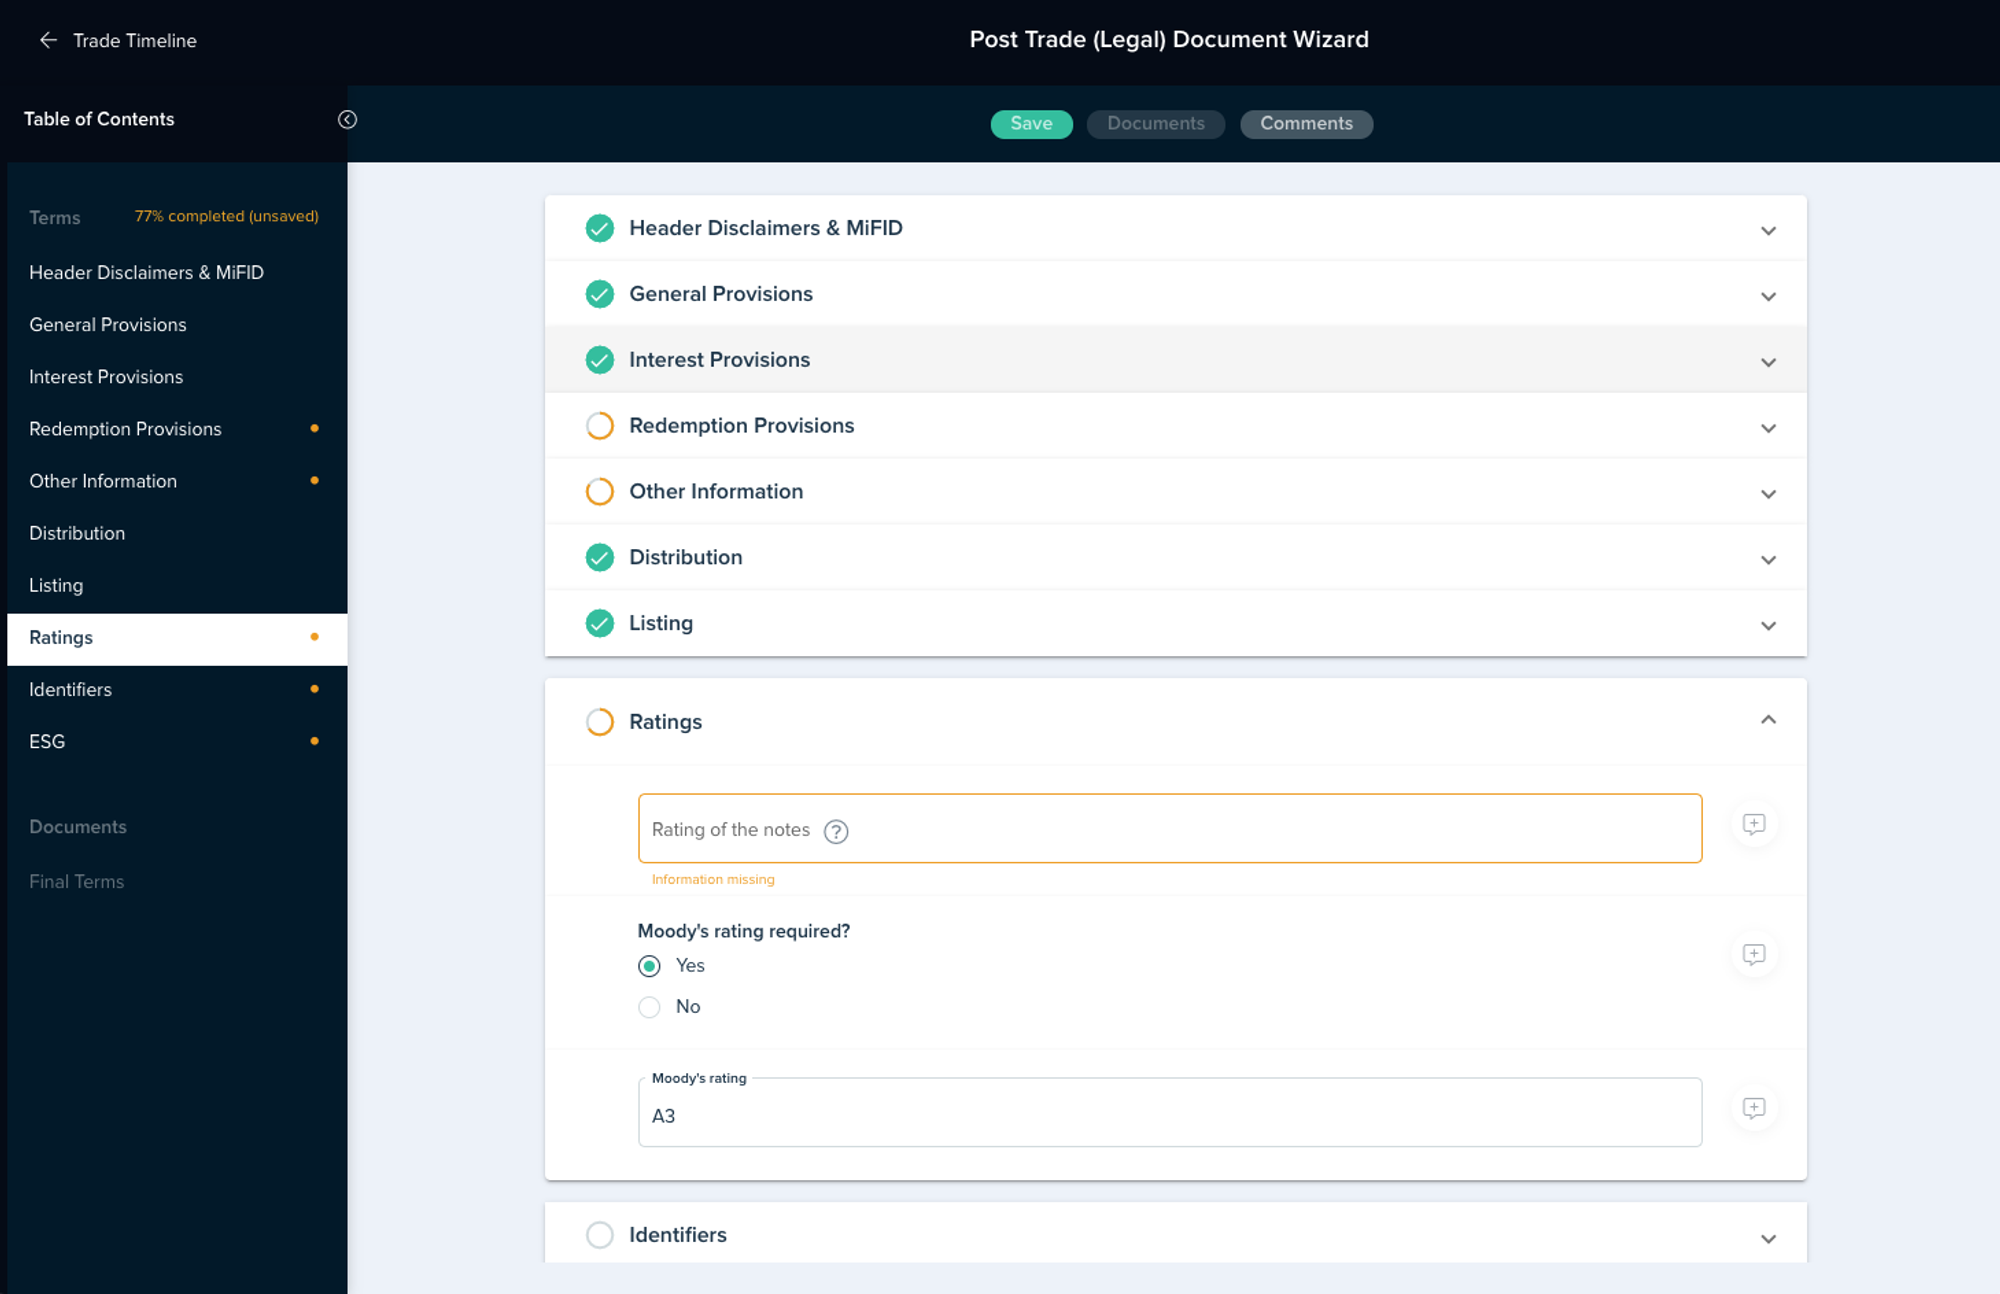 Trade Timeline
Post Trade (Legal) Document Wizard
Table of Contents
Save
Documents
Comments
Terms
77% completed (unsaved)
Header Disclaimers & MiFID
General Provisions
Interest Provisions
Redemption Provisions
Other Information
Distribution
Listing
Ratings
Identifiers
ESG
Documents
Final Terms
Header Disclaimers & MiFID
General Provisions
Interest Provisions
Redemption Provisions
Other Information
Distribution
Listing
Ratings
Rating of the notes ?
Information missing
Moody's rating required?
Yes
No
Moody's rating
A3
Identifiers